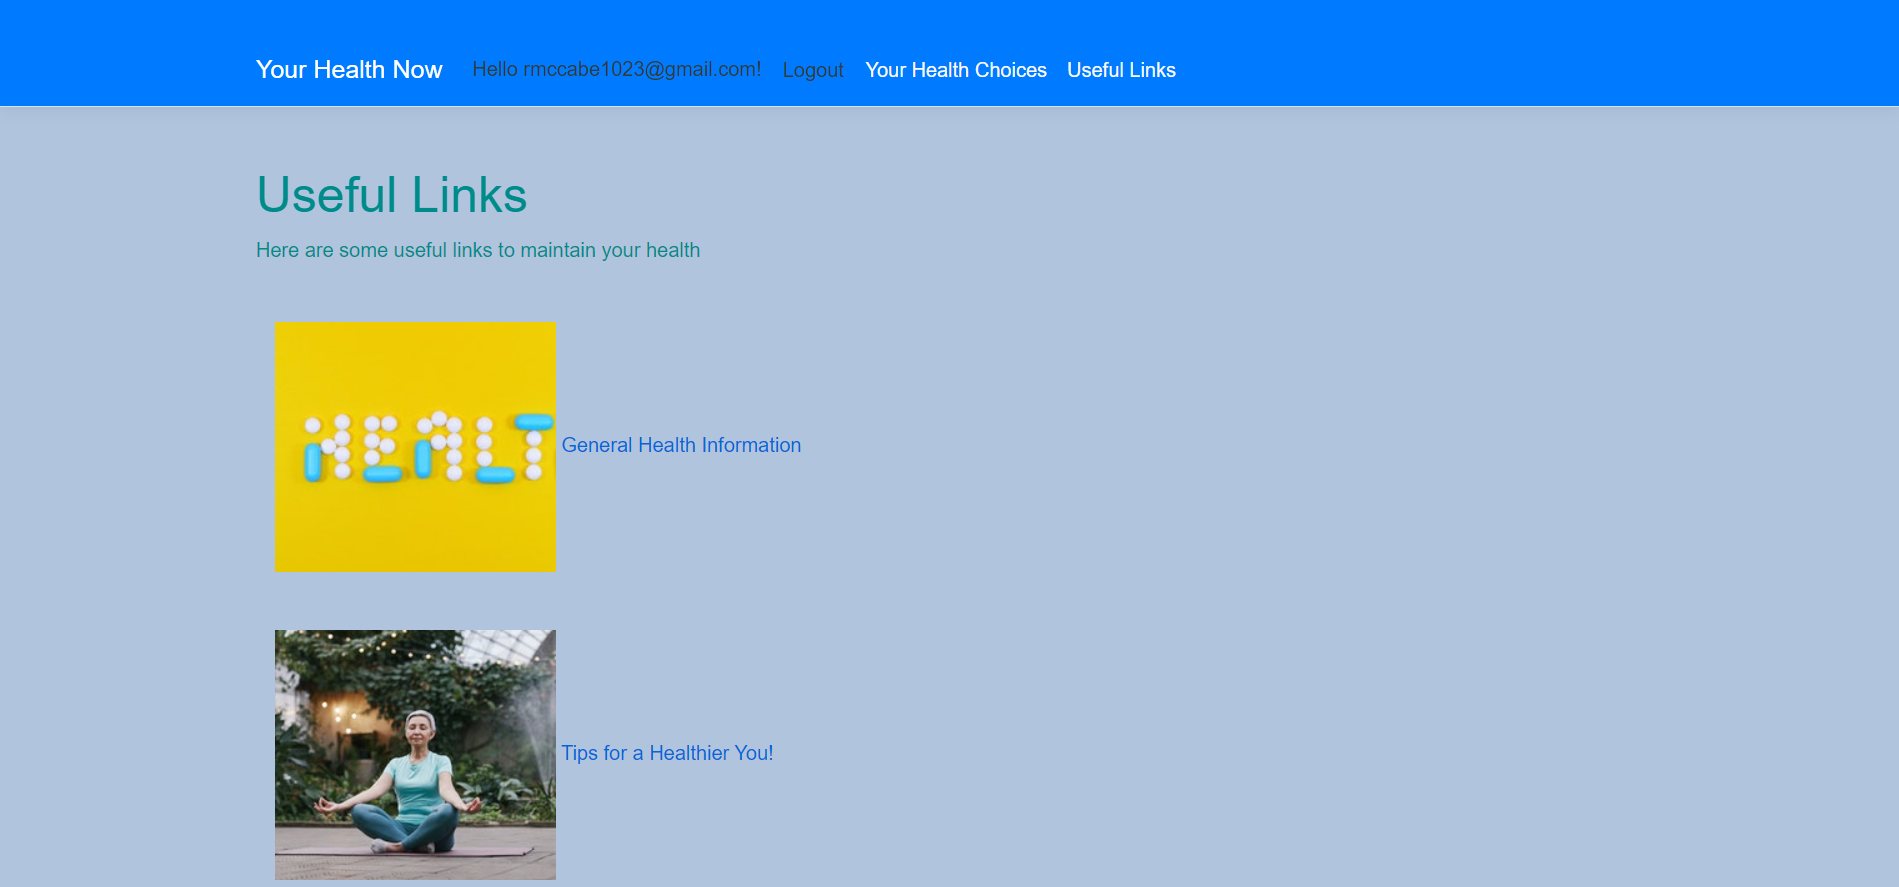 Your Health Now Hello rmccabe1023@gmail.com! Logout Your Health Choices Useful Links
Useful Links
Here are some useful links to maintain your health
HEALT
General Health Information
Tips for a Healthier You!